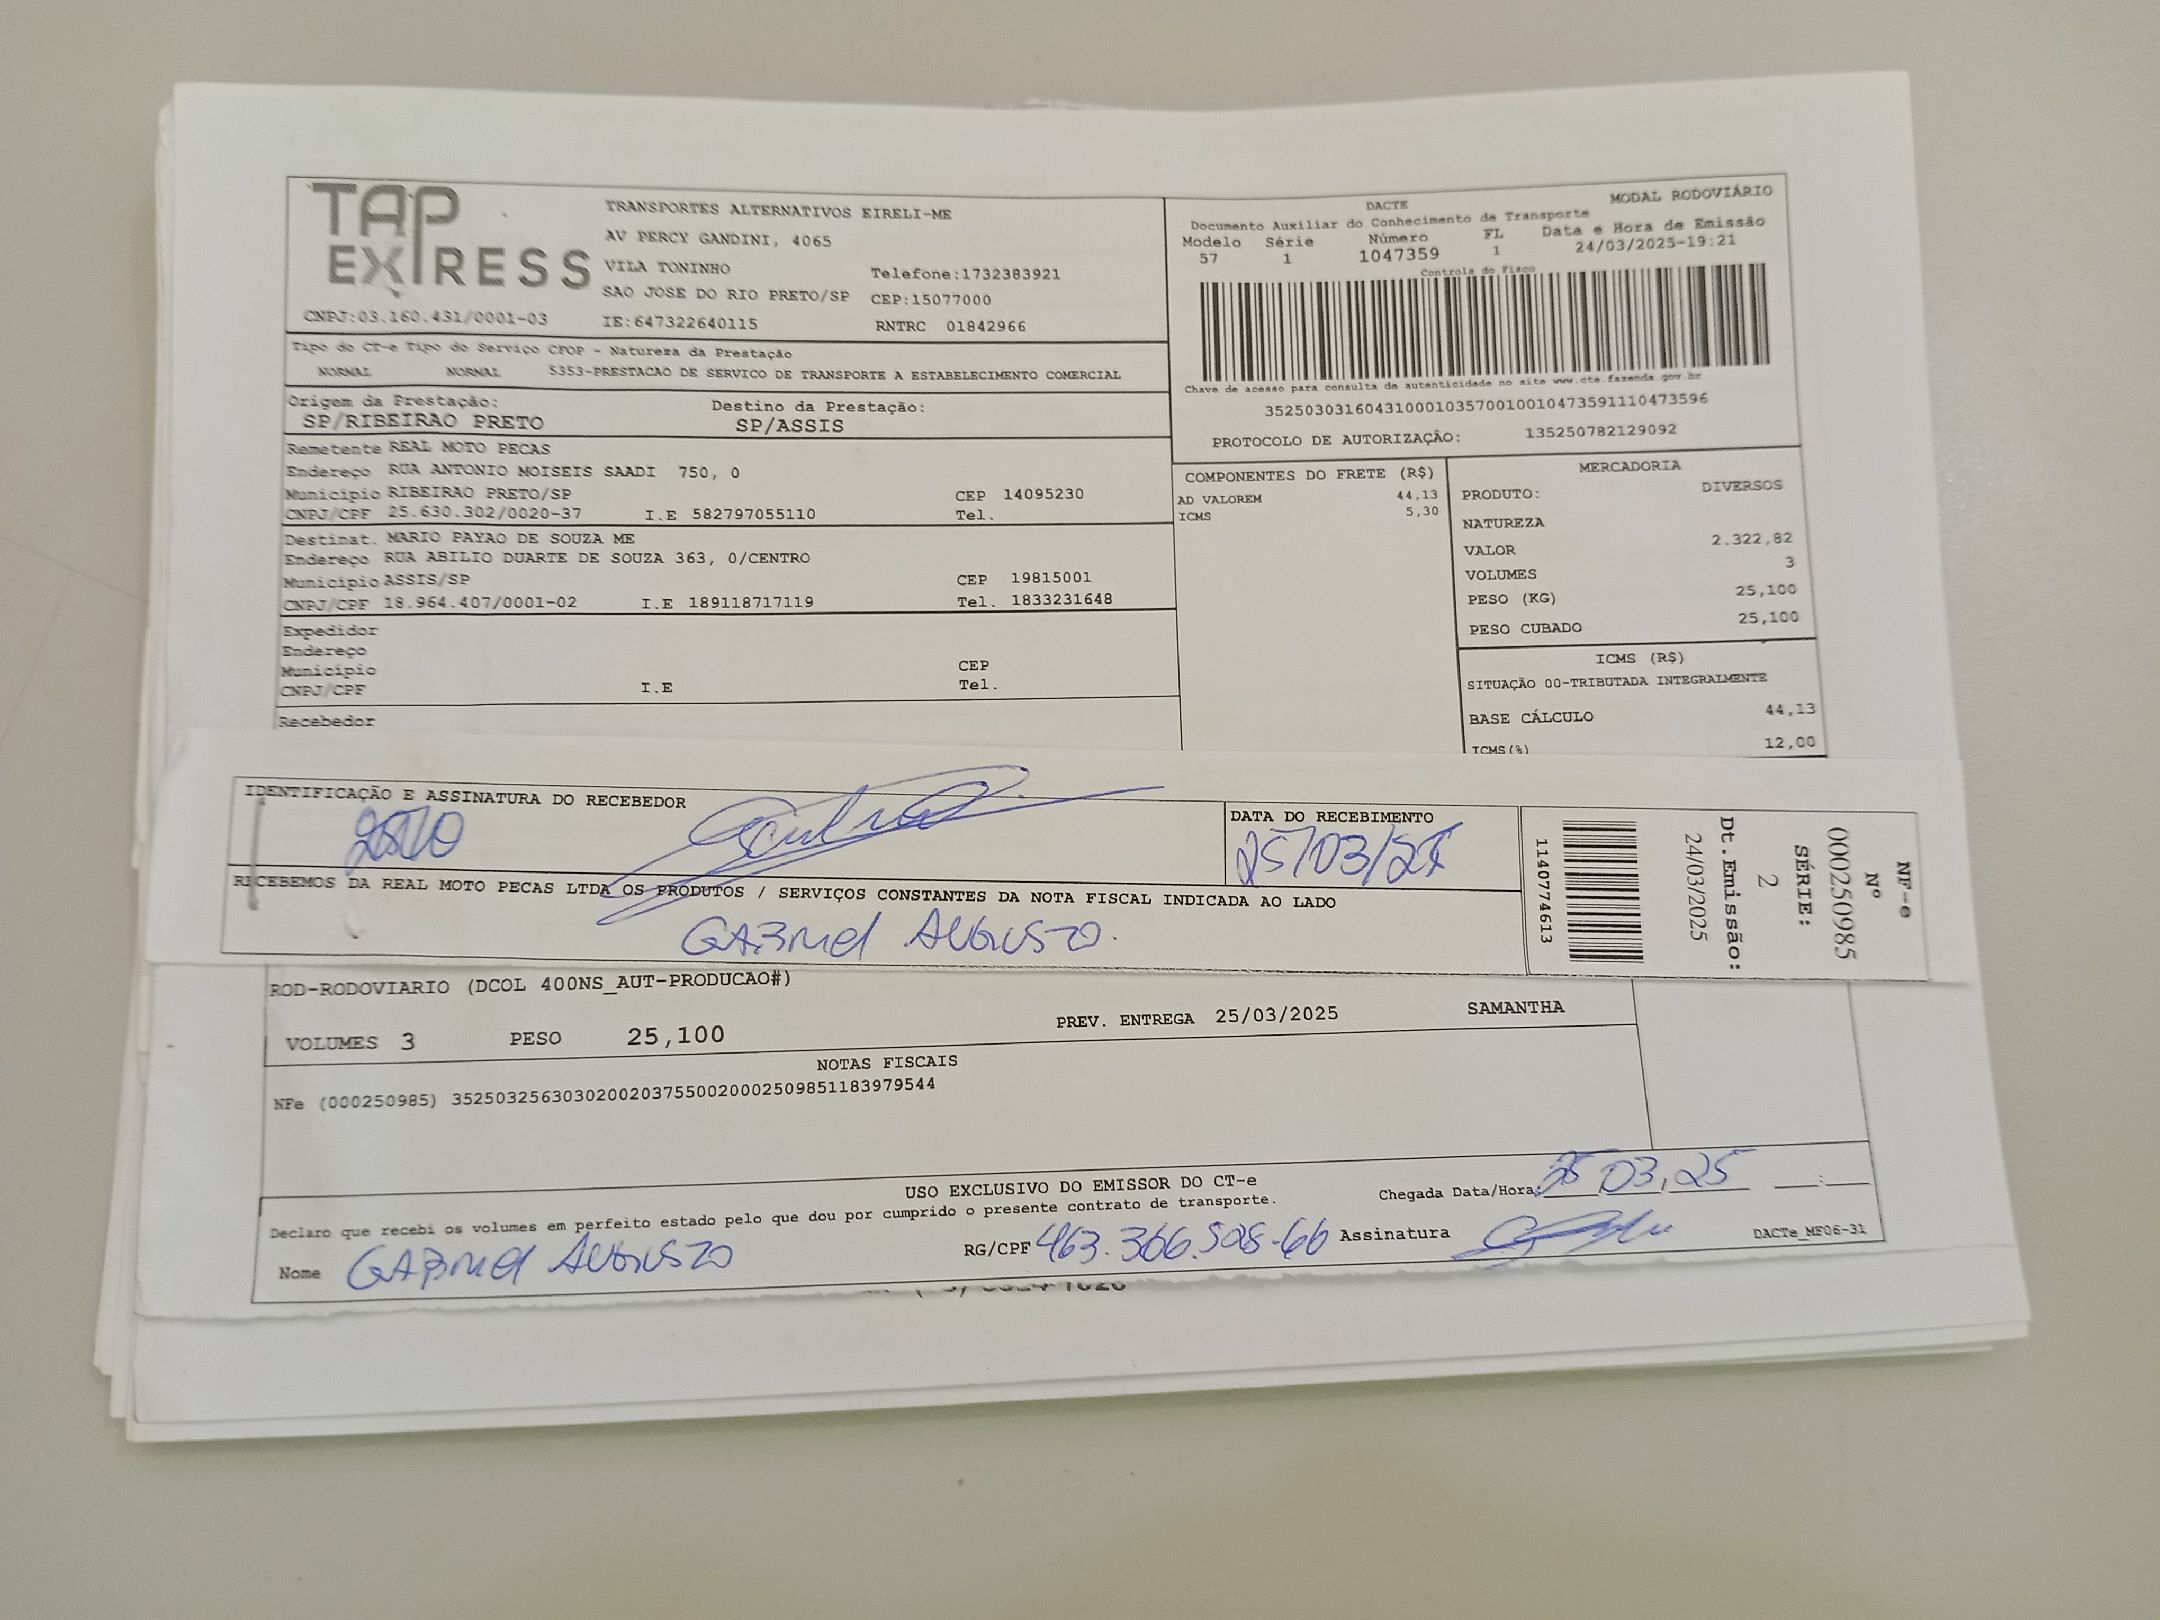 TAP EXPRESS
CNPJ:03.160.431/0001-03
TRANSPORTES ALTERNATIVOS EIRELI-ME
AV PERCY GANDINI, 4065
VILA TONINHO
SAO JOSE DO RIO PRETO/SP
IE:647322640115
Telefone:1732383921
CEP:15077000
RNTRC 01842966
DACTE
MODAL RODOVIÁRIO
Documento Auxiliar do Conhecimento de Transporte
Modelo Série Número FL Data e Hora de Emissão
57 1 1047359 1 24/03/2025-19:21
Controle do Fisco
Chave de acesso para consulta de autenticidade no site www.cte.fazenda.gov.br
35250303160431000103570010010473591110473596
PROTOCOLO DE AUTORIZAÇÃO: 135250782129092
Tipo do CT-e Tipo do Serviço CFOP - Natureza da Prestação
NORMAL NORMAL 5353-PRESTACAO DE SERVICO DE TRANSPORTE A ESTABELECIMENTO COMERCIAL
Origem da Prestação: Destino da Prestação:
SP/RIBEIRAO PRETO SP/ASSIS
Remetente REAL MOTO PECAS
Endereço RUA ANTONIO MOISEIS SAADI 750, 0
Município RIBEIRAO PRETO/SP CEP 14095230
CNPJ/CPF 25.630.302/0020-37 I.E 582797055110 Tel.
Destinat. MARIO PAYAO DE SOUZA ME
Endereço RUA ABILIO DUARTE DE SOUZA 363, 0/CENTRO
Município ASSIS/SP CEP 19815001
CNPJ/CPF 18.964.407/0001-02 I.E 189118717119 Tel. 1833231648
Expedidor
Endereço
Município CEP
CNPJ/CPF I.E Tel.
Recebedor
COMPONENTES DO FRETE (R$)
AD VALOREM 44,13
ICMS 5,30
MERCADORIA
PRODUTO: DIVERSOS
NATUREZA
VALOR 2.322,82
VOLUMES 3
PESO (KG) 25,100
PESO CUBADO 25,100
ICMS (R$)
SITUAÇÃO 00-TRIBUTADA INTEGRALMENTE
BASE CÁLCULO 44,13
ICMS(%) 12,00
IDENTIFICAÇÃO E ASSINATURA DO RECEBEDOR
DATA DO RECEBIMENTO
25/03/25
RECEBEMOS DA REAL MOTO PECAS LTDA OS PRODUTOS / SERVIÇOS CONSTANTES DA NOTA FISCAL INDICADA AO LADO
GABRIEl AUGUSTO.
1140774613
NF-e
Nº
000250985
SÉRIE:
2
Dt.Emissão:
24/03/2025
ROD-RODOVIARIO (DCOL 400NS_AUT-PRODUCAO#)
VOLUMES 3 PESO 25,100 PREV. ENTREGA 25/03/2025 SAMANTHA
NOTAS FISCAIS
NFe (000250985) 35250325630302002037550020002509851183979544
USO EXCLUSIVO DO EMISSOR DO CT-e
Declaro que recebi os volumes em perfeito estado pelo que dou por cumprido o presente contrato de transporte.
Chegada Data/Hora 25 03, 25 :
Nome GABRIEl AUGUSTO RG/CPF 463.366.508-66 Assinatura
DACTe_MF06-31